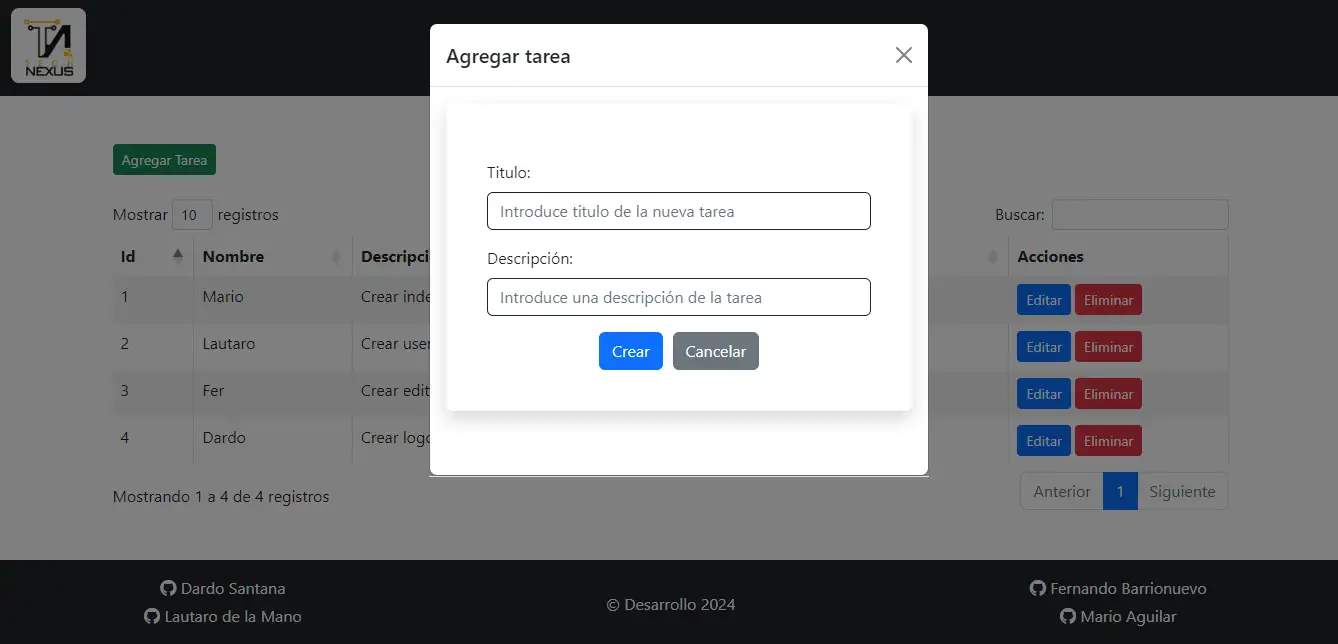 TN
NEXUS
Agregar tarea
Agregar Tarea
Titulo:
Introduce titulo de la nueva tarea
Descripción:
Introduce una descripción de la tarea
Crear Cancelar
Mostrar 10 registros
Buscar:
Id Nombre Descripci Acciones
1 Mario Crear inde Editar Eliminar
2 Lautaro Crear user Editar Eliminar
3 Fer Crear edit Editar Eliminar
4 Dardo Crear logo Editar Eliminar
Mostrando 1 a 4 de 4 registros
Anterior 1 Siguiente
Dardo Santana
Lautaro de la Mano
© Desarrollo 2024
Fernando Barrionuevo
Mario Aguilar